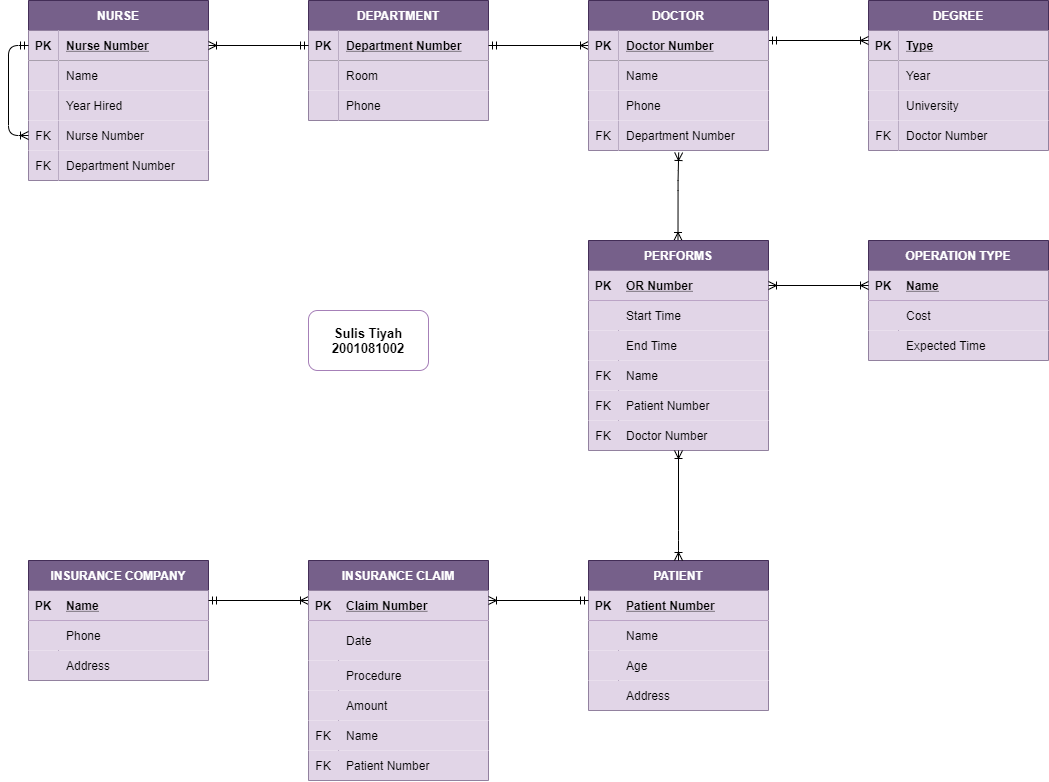 NURSE
PK Nurse Number
Name
Year Hired
FK Nurse Number
FK Department Number
DEPARTMENT
PK Department Number
Room
Phone
DOCTOR
PK Doctor Number
Name
Phone
FK Department Number
DEGREE
PK Type
Year
University
FK Doctor Number
PERFORMS
PK OR Number
Start Time
End Time
FK Name
FK Patient Number
FK Doctor Number
OPERATION TYPE
PK Name
Cost
Expected Time
Sulis Tiyah
2001081002
INSURANCE COMPANY
PK Name
Phone
Address
INSURANCE CLAIM
PK Claim Number
Date
Procedure
Amount
FK Name
FK Patient Number
PATIENT
PK Patient Number
Name
Age
Address